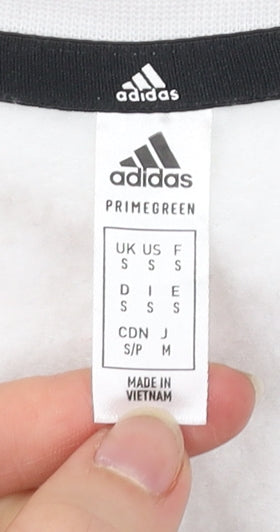 adidas
adidas
PRIMEGREEN
UK US F
S S S
D I E
S S S
CDN J
S/P M
MADE IN
VIETNAM